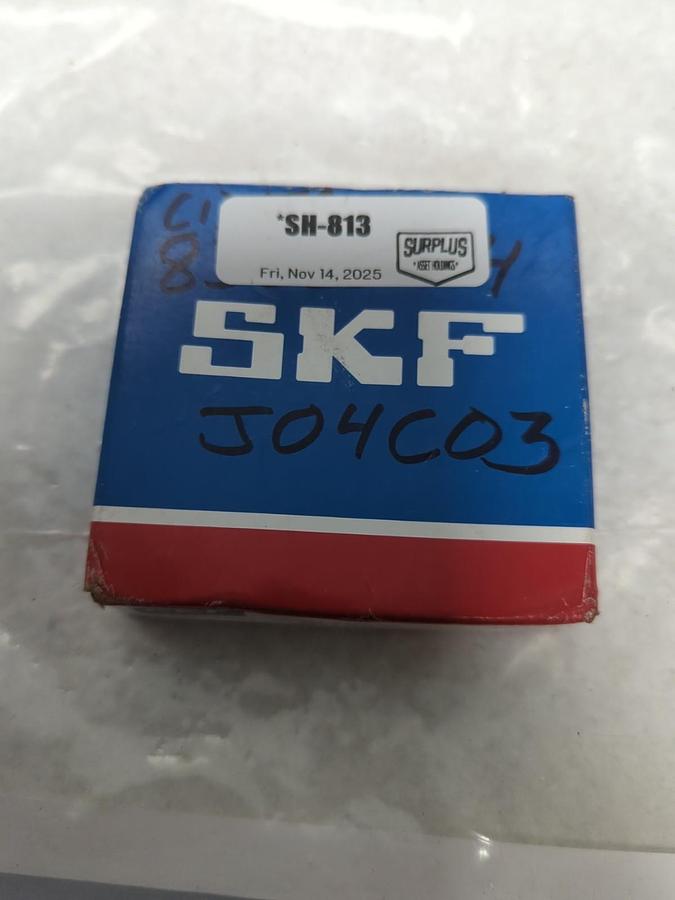 *SH-813
SURPLUS
ASSET HOLDINGS
Fri, Nov 14, 2025
SKF
J04C03